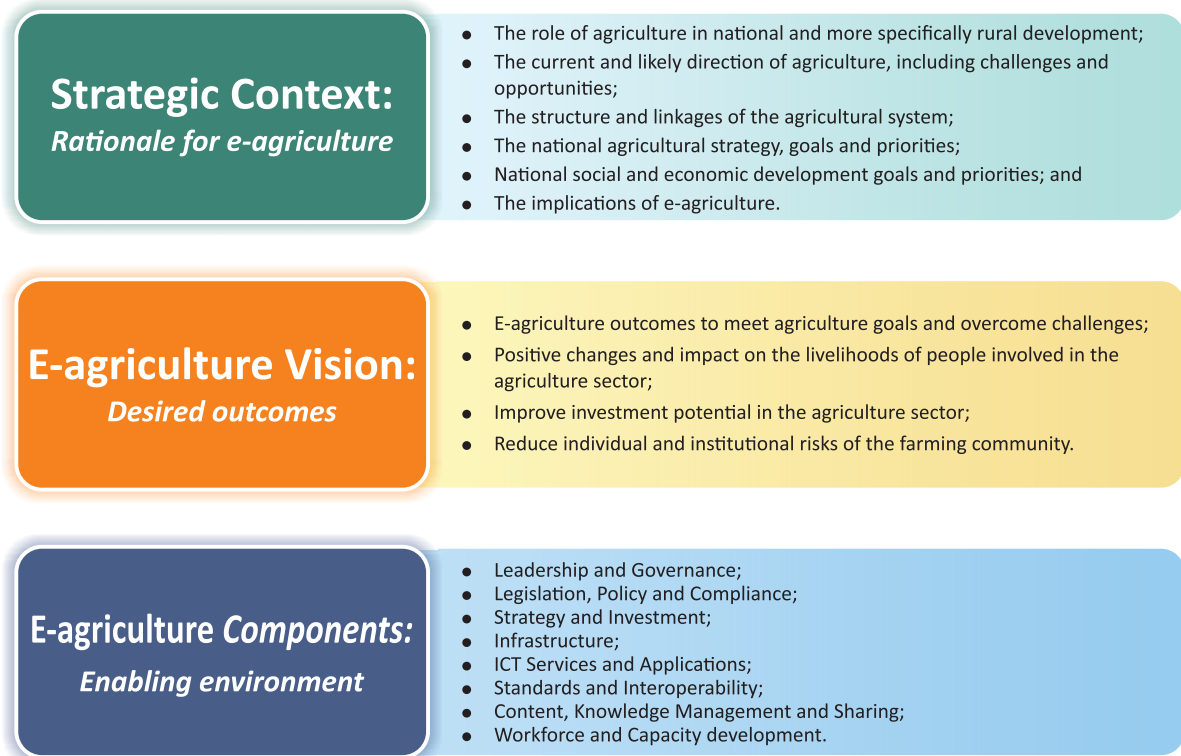 Strategic Context:
Rationale for e-agriculture
● The role of agriculture in national and more specifically rural development;
● The current and likely direction of agriculture, including challenges and
opportunities;
● The structure and linkages of the agricultural system;
● The national agricultural strategy, goals and priorities;
● National social and economic development goals and priorities; and
● The implications of e-agriculture.
E-agriculture Vision:
Desired outcomes
● E-agriculture outcomes to meet agriculture goals and overcome challenges;
● Positive changes and impact on the livelihoods of people involved in the
agriculture sector;
● Improve investment potential in the agriculture sector;
● Reduce individual and institutional risks of the farming community.
E-agriculture Components:
Enabling environment
● Leadership and Governance;
● Legislation, Policy and Compliance;
● Strategy and Investment;
● Infrastructure;
● ICT Services and Applications;
● Standards and Interoperability;
● Content, Knowledge Management and Sharing;
● Workforce and Capacity development.